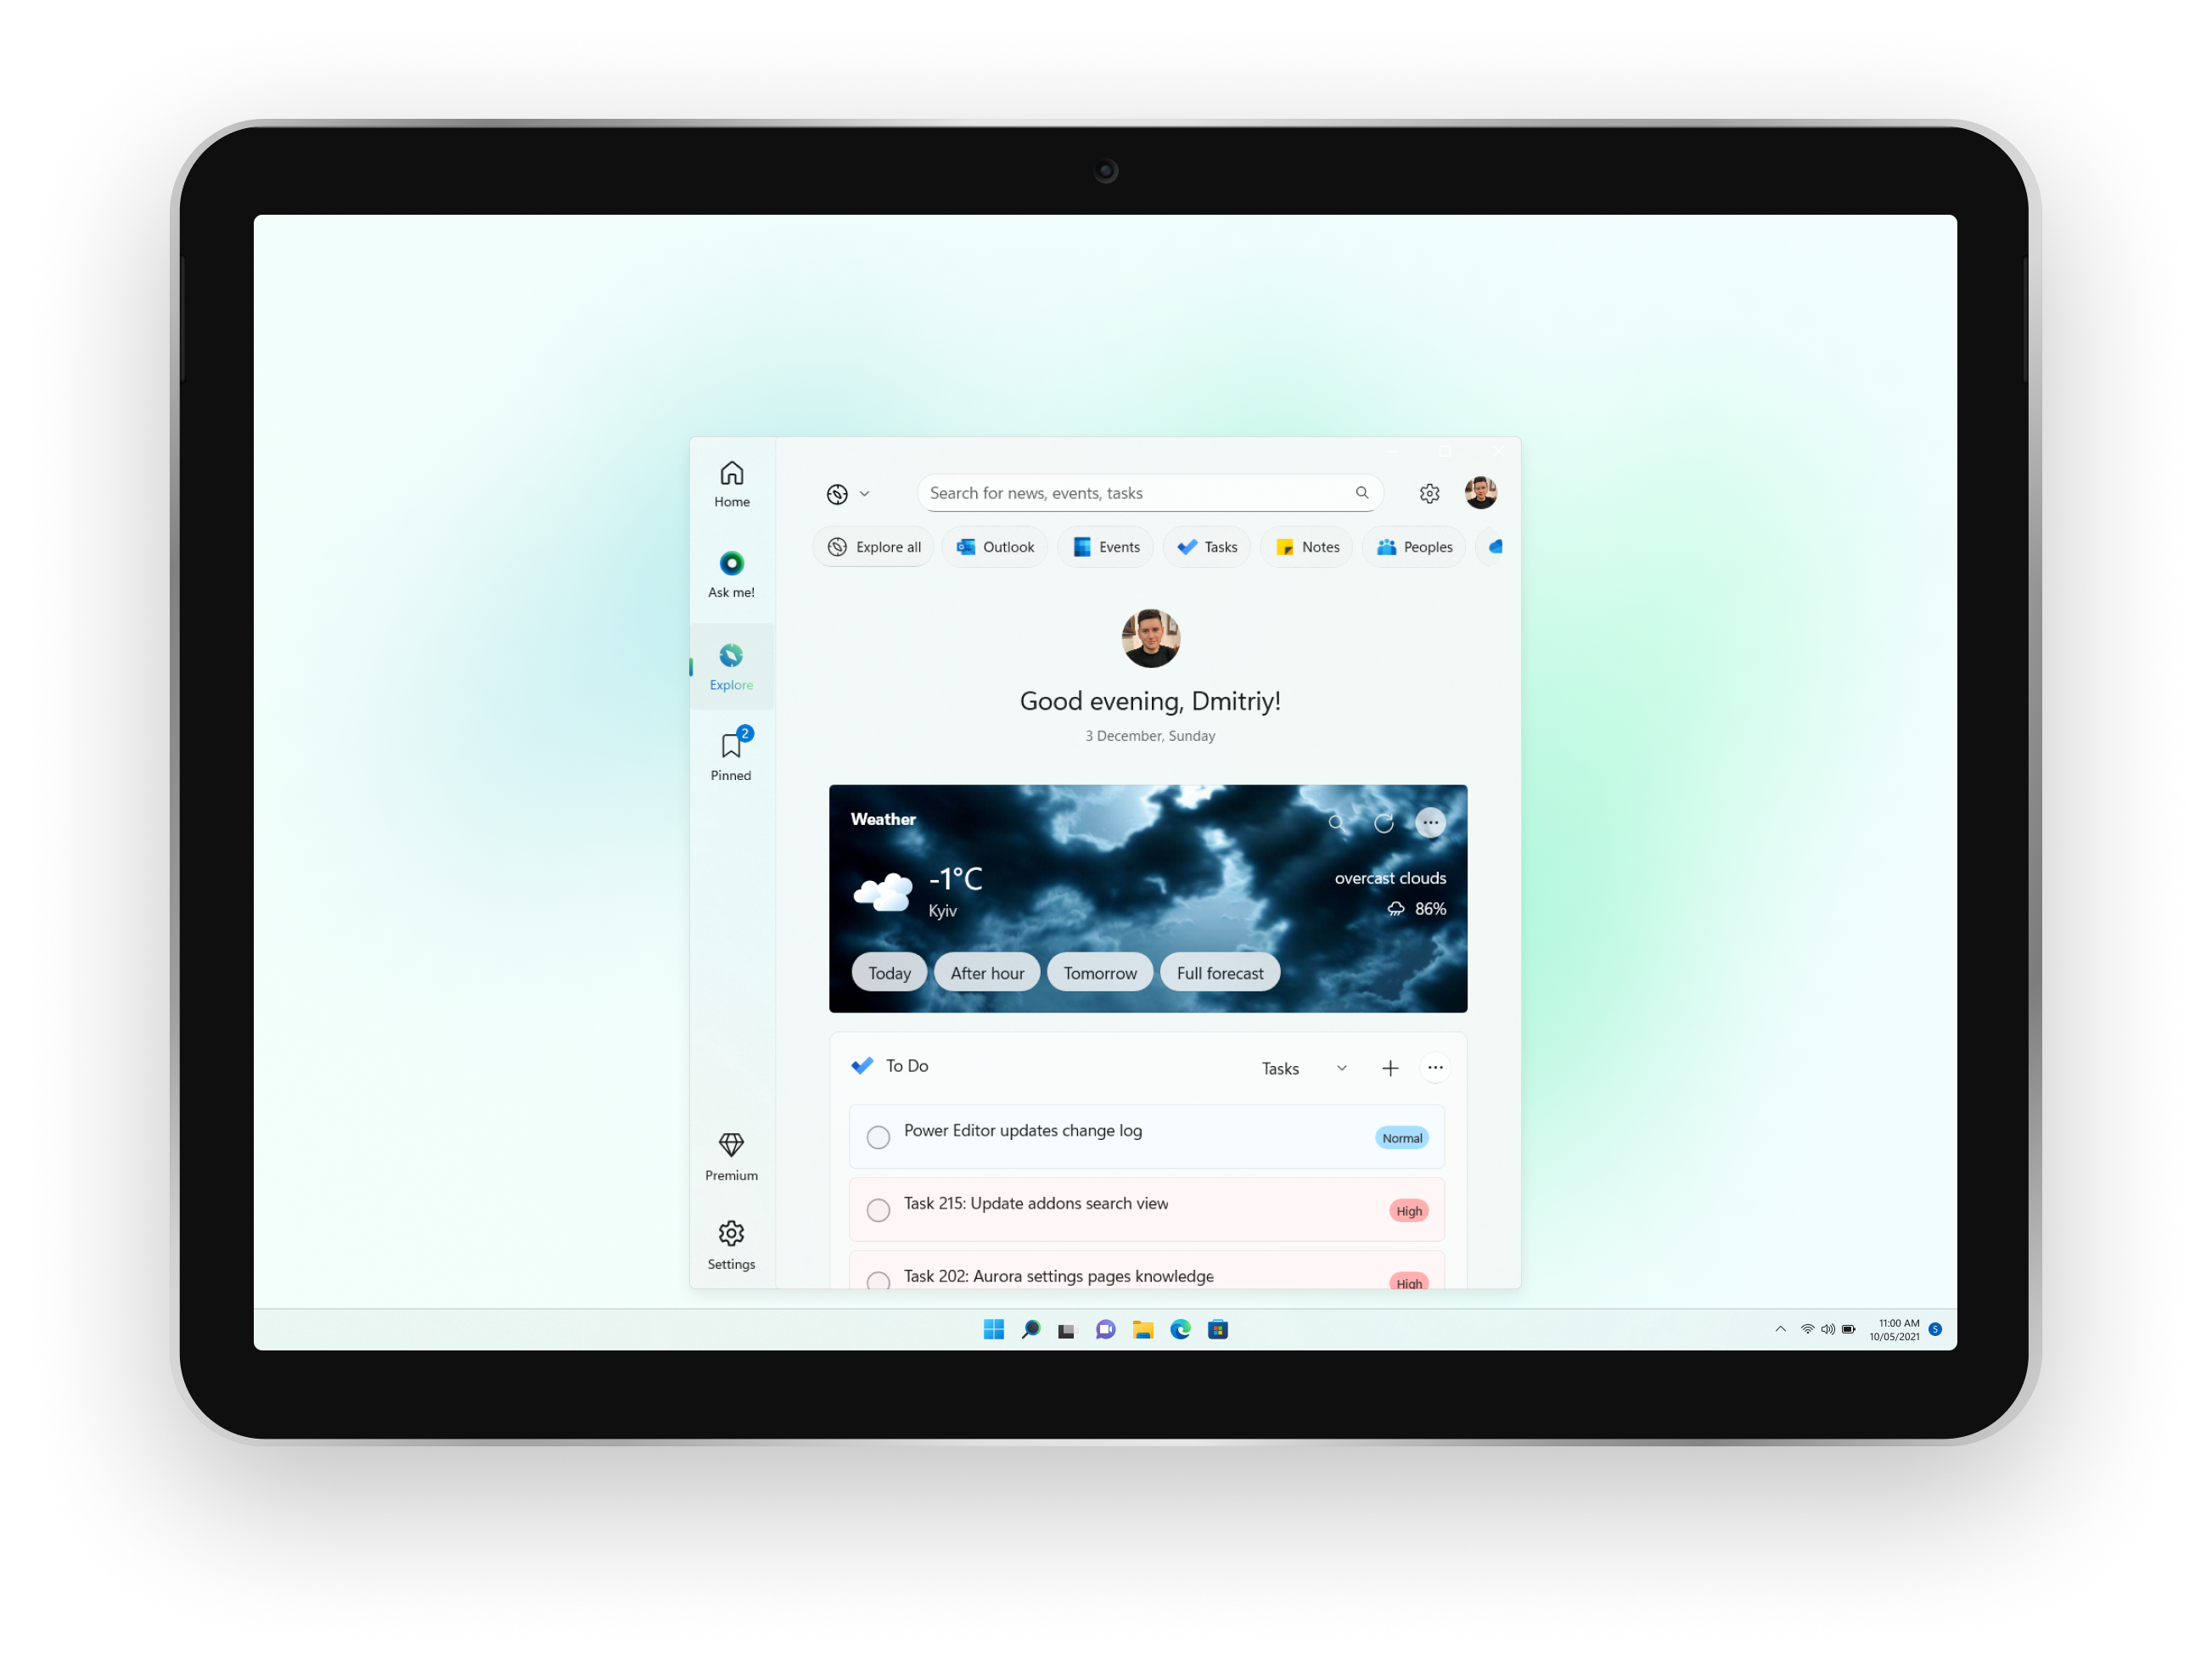 Home
Ask me!
Explore
2
Pinned
Premium
Settings
Search for news, events, tasks
Explore all
Outlook
Events
Tasks
Notes
Peoples
Good evening, Dmitriy!
3 December, Sunday
Weather
-1°C
Kyiv
overcast clouds
86%
Today
After hour
Tomorrow
Full forecast
To Do
Tasks
Power Editor updates change log
Normal
Task 215: Update addons search view
High
Task 202: Aurora settings pages knowledge
High
11:00 AM
10/05/2021
5